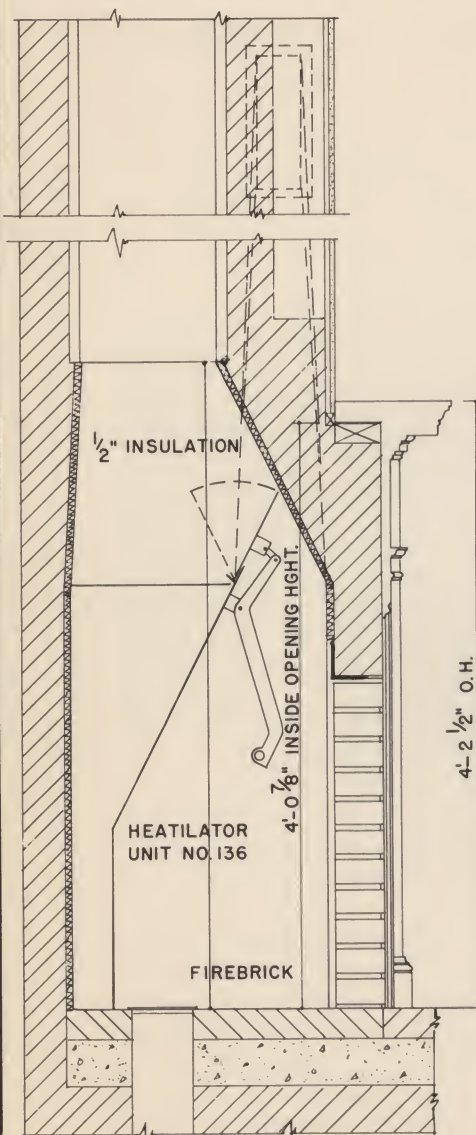 1/2" INSULATION
4'-0 7/8" INSIDE OPENING HGHT.
4'-2 1/2" O.H.
HEATILATOR
UNIT NO. 136
FIREBRICK